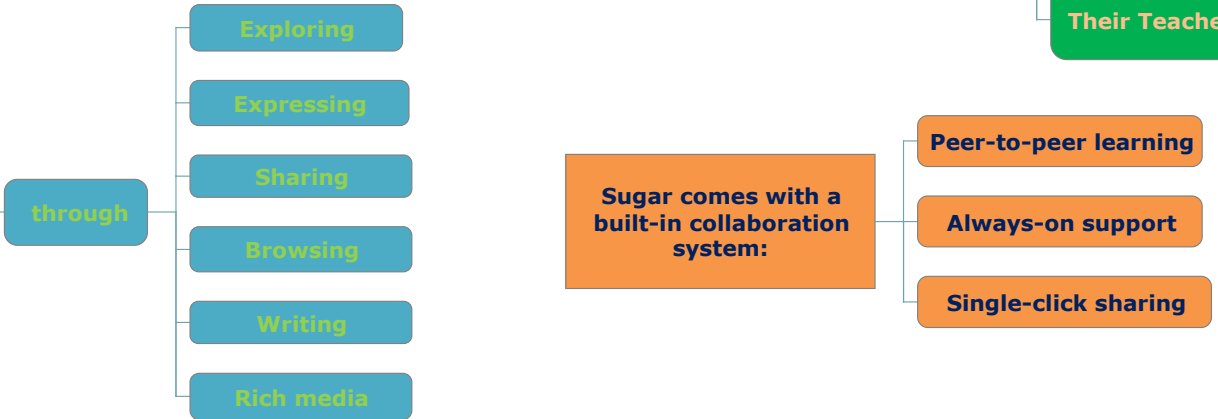 Exploring
Expressing
Sharing
through
Browsing
Writing
Rich media
Their
Sugar comes with a
built-in collaboration
system:
Peer-to-peer learning
Always-on support
Single-click sharing